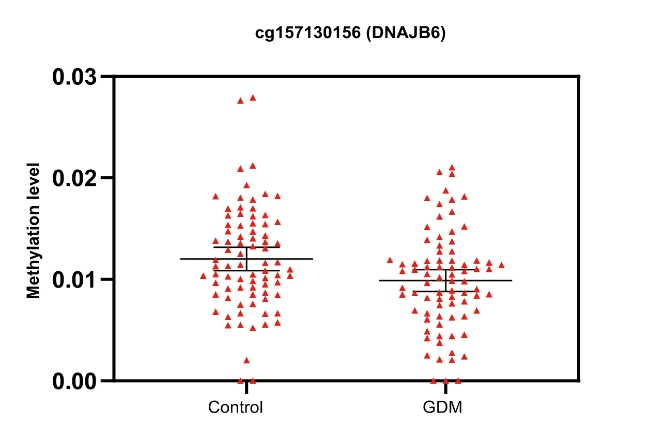 cg157130156 (DNAJB6)
0.03
0.02
0.01
0.00
Methylation level
Control
GDM